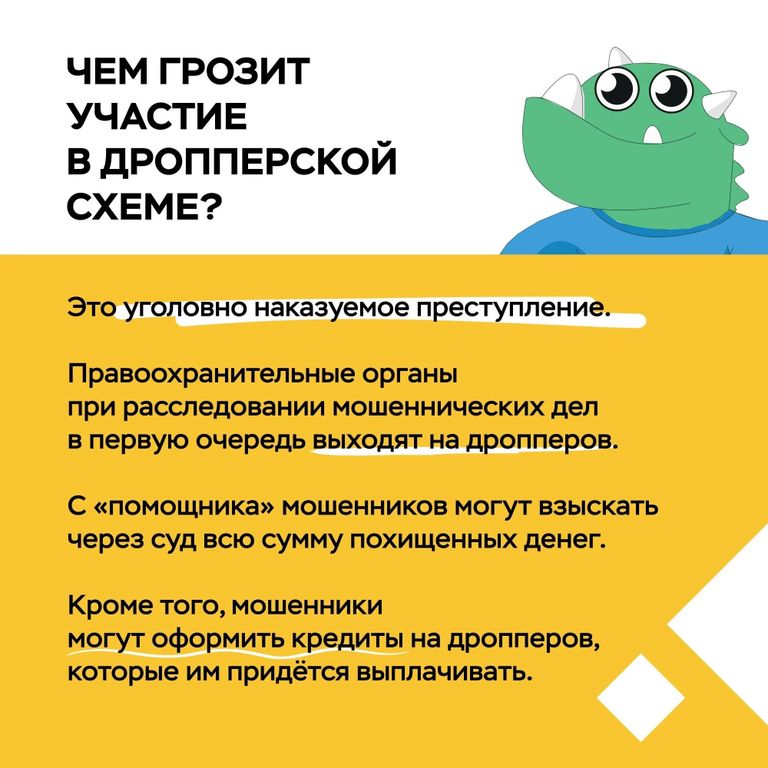 ЧЕМ ГРОЗИТ
УЧАСТИЕ
В ДРОППЕРСКОЙ
СХЕМЕ?
Это уголовно наказуемое преступление.
Правоохранительные органы
при расследовании мошеннических дел
в первую очередь выходят на дропперов.
С «помощника» мошенников могут взыскать
через суд всю сумму похищенных денег.
Кроме того, мошенники
могут оформить кредиты на дропперов,
которые им придётся выплачивать.